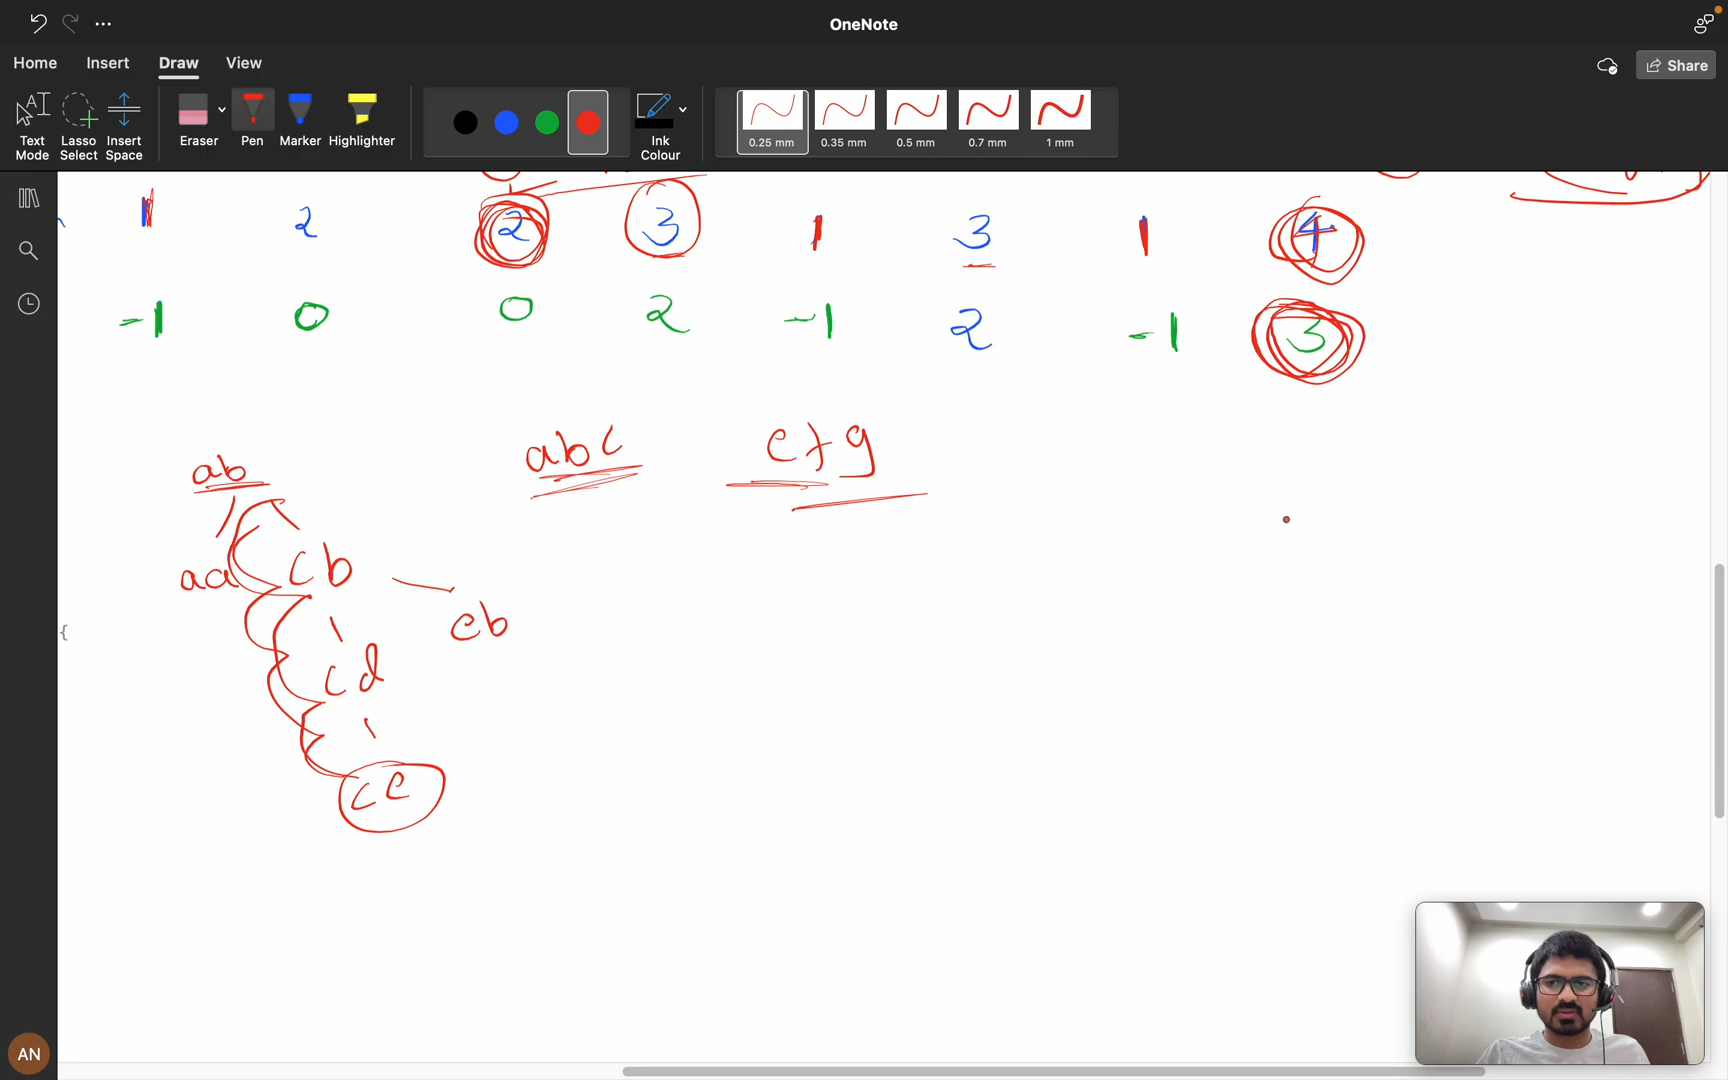 OneNote
Home Insert Draw View
Share
Text Mode
Lasso Select
Insert Space
Eraser
Pen
Marker
Highlighter
Ink Colour
0.25 mm 0.35 mm 0.5 mm 0.7 mm 1 mm
1 2 2 3 1 3 1 4
-1 0 0 2 -1 2 -1 3
abc efg
ab
aa cb
eb
cd
ce
{
AN